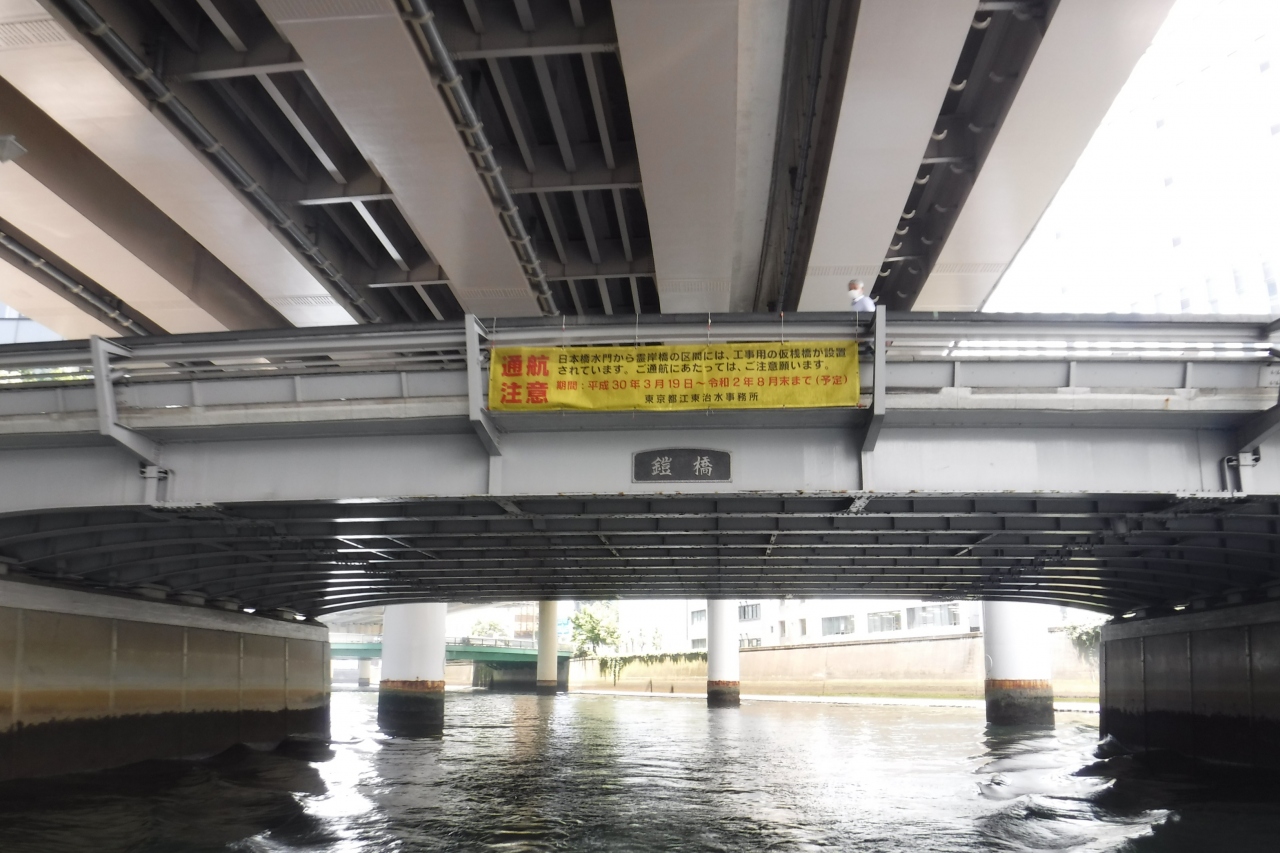 通航
注意
日本橋水門から霊岸橋の区間には、工事用の仮桟橋が設置
されています。ご通航にあたっては、ご注意願います。
期間：平成30年3月19日～令和2年8月末まで(予定)
東京都江東治水事務所
鎧橋